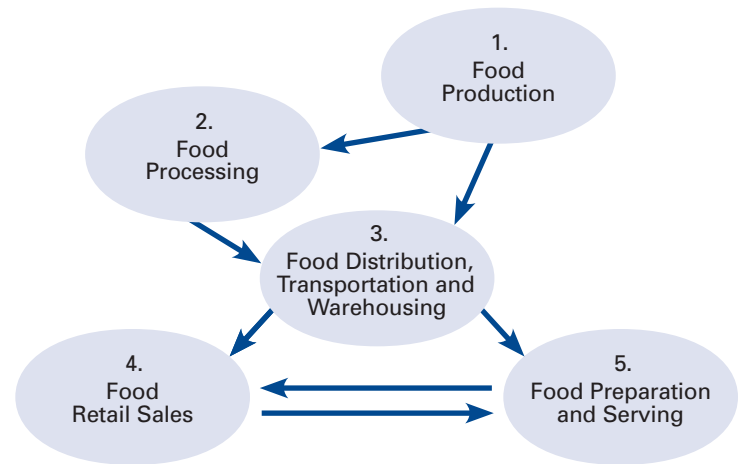 1.
Food
Production
2.
Food
Processing
3.
Food Distribution,
Transportation and
Warehousing
4.
Food
Retail Sales
5.
Food Preparation
and Serving